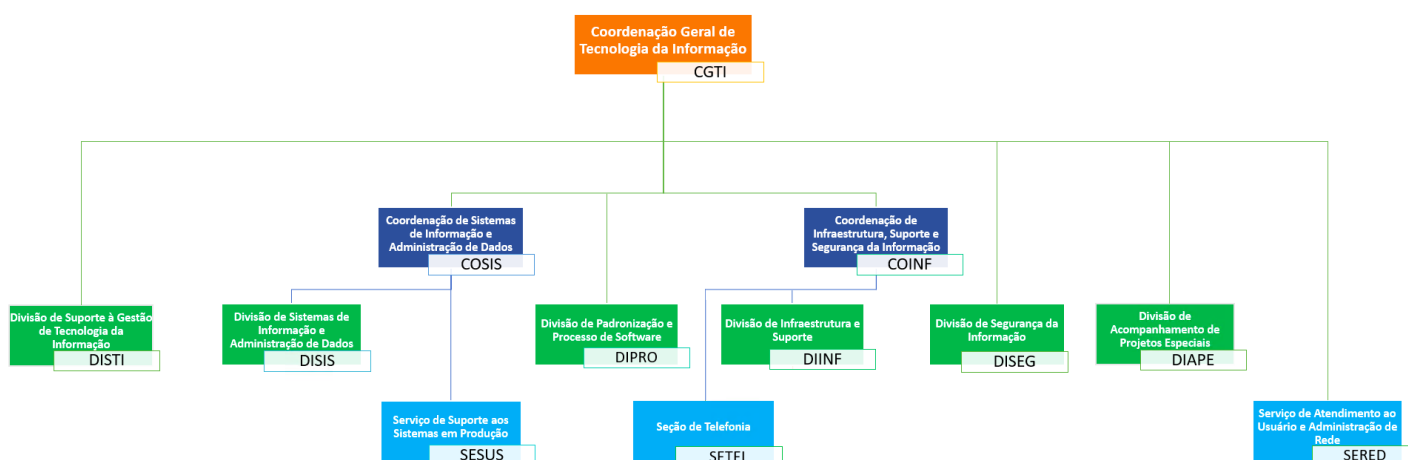 Coordenação Geral de
Tecnologia da Informação
CGTI
Coordenação de Sistemas
de Informação e
Administração de Dados
COSIS
Coordenação de
Infraestrutura, Suporte e
Segurança da Informação
COINF
Divisão de Suporte à Gestão
de Tecnologia da
Informação
DISTI
Divisão de Sistemas de
Informação e
Administração de Dados
DISIS
Divisão de Padronização e
Processo de Software
DIPRO
Divisão de Infraestrutura e
Suporte
DIINF
Divisão de Segurança da
Informação
DISEG
Divisão de
Acompanhamento de
Projetos Especiais
DIAPE
Serviço de Suporte aos
Sistemas em Produção
SESUS
Seção de Telefonia
SETEL
Serviço de Atendimento ao
Usuário e Administração de
Rede
SERED